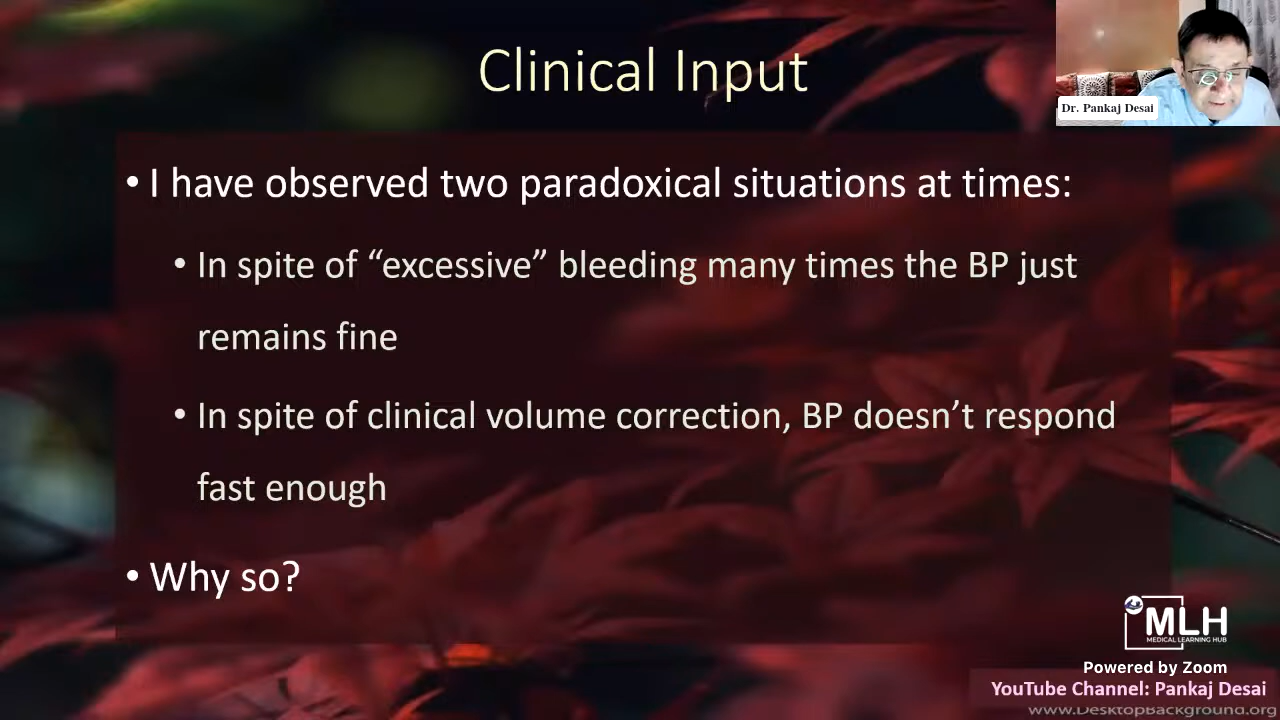 Clinical Input
Dr. Pankaj Desai
• I have observed two paradoxical situations at times:
• In spite of “excessive” bleeding many times the BP just
remains fine
• In spite of clinical volume correction, BP doesn’t respond
fast enough
• Why so?
MLH
MEDICAL LEARNING HUB
Powered by Zoom
YouTube Channel: Pankaj Desai
www.DesktopBackground.org